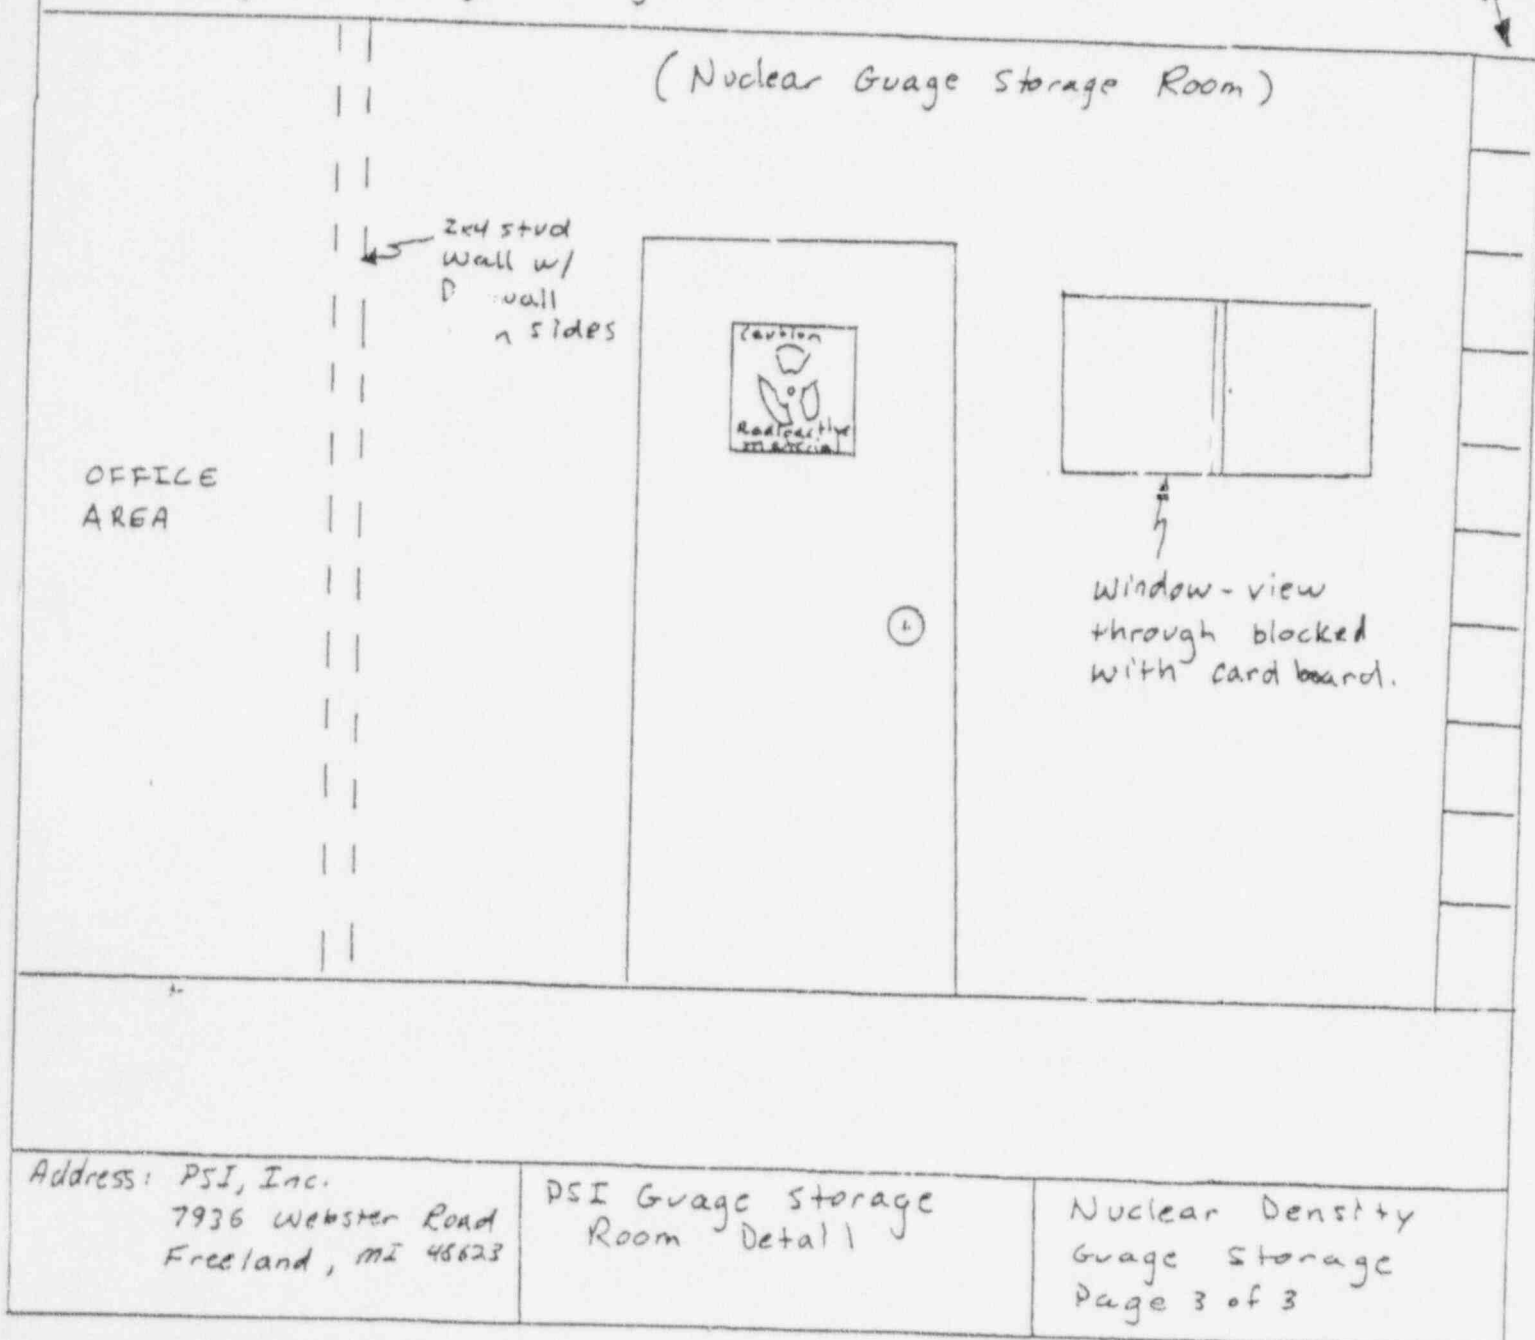 (Nuclear Guage Storage Room)
2x4 stud
Wall w/
sides
Caution
Radioactive
material
OFFICE
AREA
window - view
through blocked
with card board.
Address: PSI, Inc.
7936 Webster Road
Freeland, MI 48623
PSI Guage Storage
Room Detail
Nuclear Density
Guage Storage
Page 3 of 3